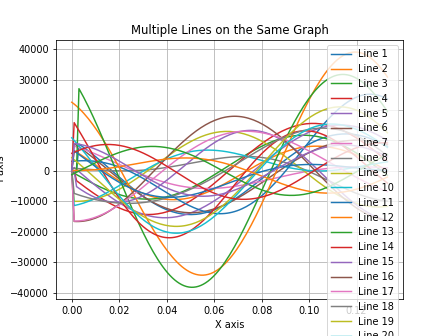 Multiple Lines on the Same Graph
40000
30000
20000
10000
0
−10000
−20000
−30000
−40000
0.00
0.02
0.04
0.06
0.08
0.10
X axis
Line 1
Line 2
Line 3
Line 4
Line 5
Line 6
Line 7
Line 8
Line 9
Line 10
Line 11
Line 12
Line 13
Line 14
Line 15
Line 16
Line 17
Line 18
Line 19
Line 20